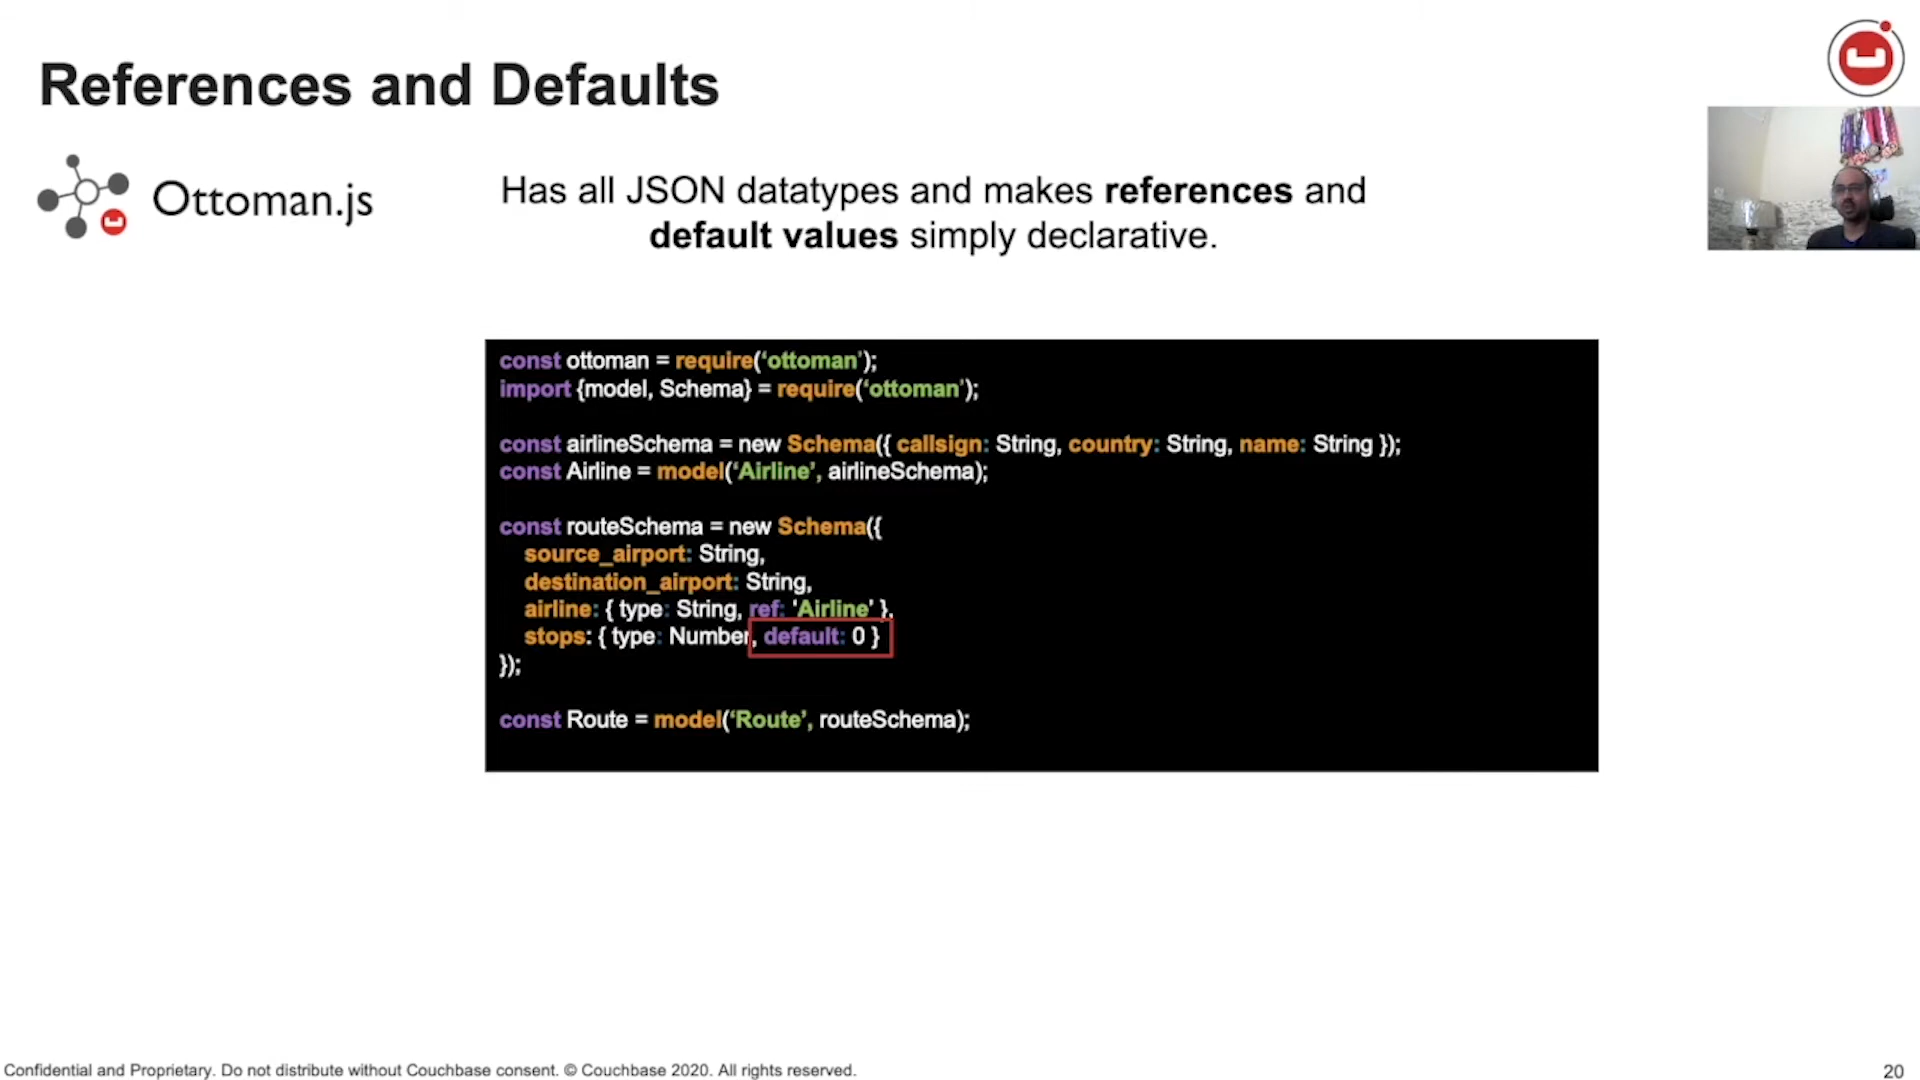 References and Defaults
Ottoman.js
Has all JSON datatypes and makes references and
default values simply declarative.
const ottoman = require(‘ottoman’);
import {model, Schema} = require(‘ottoman’);
const airlineSchema = new Schema({ callsign: String, country: String, name: String });
const Airline = model(‘Airline’, airlineSchema);
const routeSchema = new Schema({
source_airport: String,
destination_airport: String,
airline: { type: String, ref: 'Airline' },
stops: { type: Number, default: 0 }
});
const Route = model(‘Route’, routeSchema);
Confidential and Proprietary. Do not distribute without Couchbase consent. © Couchbase 2020. All rights reserved.
20